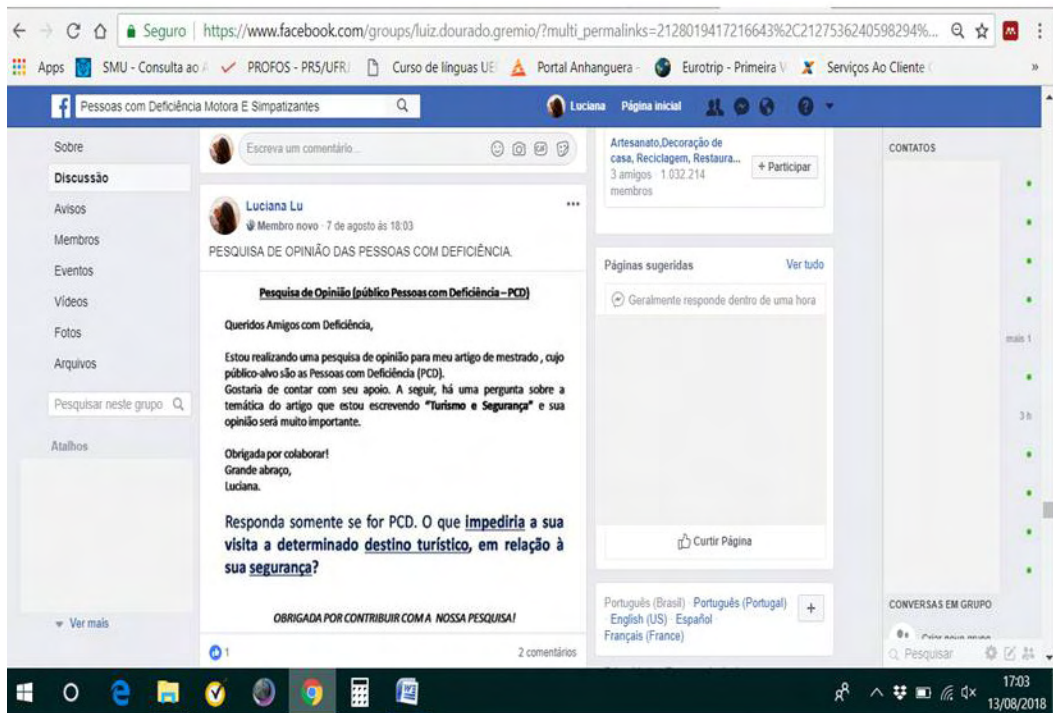 Seguro https://www.facebook.com/groups/luiz.dourado.gremio/?multi_permalinks=2128019417216643%2C2127536240598294%...
Apps SMU - Consulta ao PROFOS - PR5/UFRJ Curso de línguas UE Portal Anhanguera - Eurotrip - Primeira V Serviços Ao Cliente »
Pessoas com Deficiência Motora E Simpatizantes
Luciana Página inicial
Sobre
Discussão
Avisos
Membros
Eventos
Vídeos
Fotos
Arquivos
Pesquisar neste grupo
Atalhos
Ver mais
Escreva um comentário...
Luciana Lu
Membro novo · 7 de agosto às 18:03
PESQUISA DE OPINIÃO DAS PESSOAS COM DEFICIÊNCIA.
Pesquisa de Opinião (público Pessoas com Deficiência – PCD)
Queridos Amigos com Deficiência,
Estou realizando uma pesquisa de opinião para meu artigo de mestrado , cujo
público-alvo são as Pessoas com Deficiência (PCD).
Gostaria de contar com seu apoio. A seguir, há uma pergunta sobre a
temática do artigo que estou escrevendo "Turismo e Segurança" e sua
opinião será muito importante.
Obrigada por colaborar!
Grande abraço,
Luciana.
Responda somente se for PCD. O que impediria a sua
visita a determinado destino turístico, em relação à
sua segurança?
OBRIGADA POR CONTRIBUIR COM A NOSSA PESQUISA!
1
2 comentários
Artesanato,Decoração de
casa, Reciclagem, Restaura...
3 amigos · 1.032.214
membros
+ Participar
Páginas sugeridas Ver tudo
Geralmente responde dentro de uma hora
Curtir Página
Português (Brasil) · Português (Portugal)
· English (US) · Español ·
Français (France)
+
CONTATOS
mais 1
3 h
CONVERSAS EM GRUPO
Criar novo grupo
Pesquisar
17:03
13/08/2018